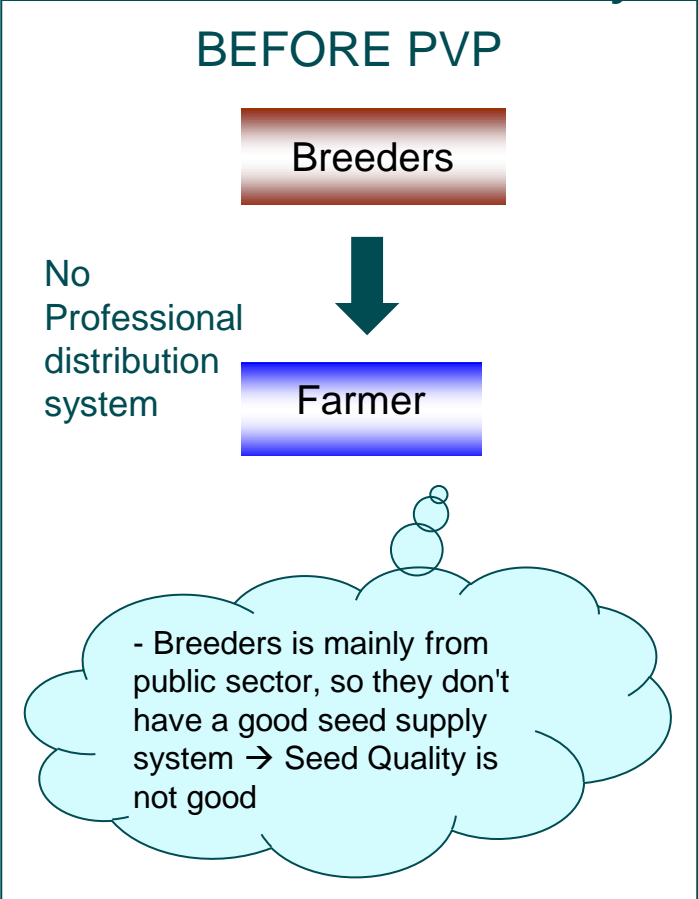 BEFORE PVP
Breeders
No
Professional
distribution
system
Farmer
- Breeders is mainly from
public sector, so they don't
have a good seed supply
system → Seed Quality is
not good